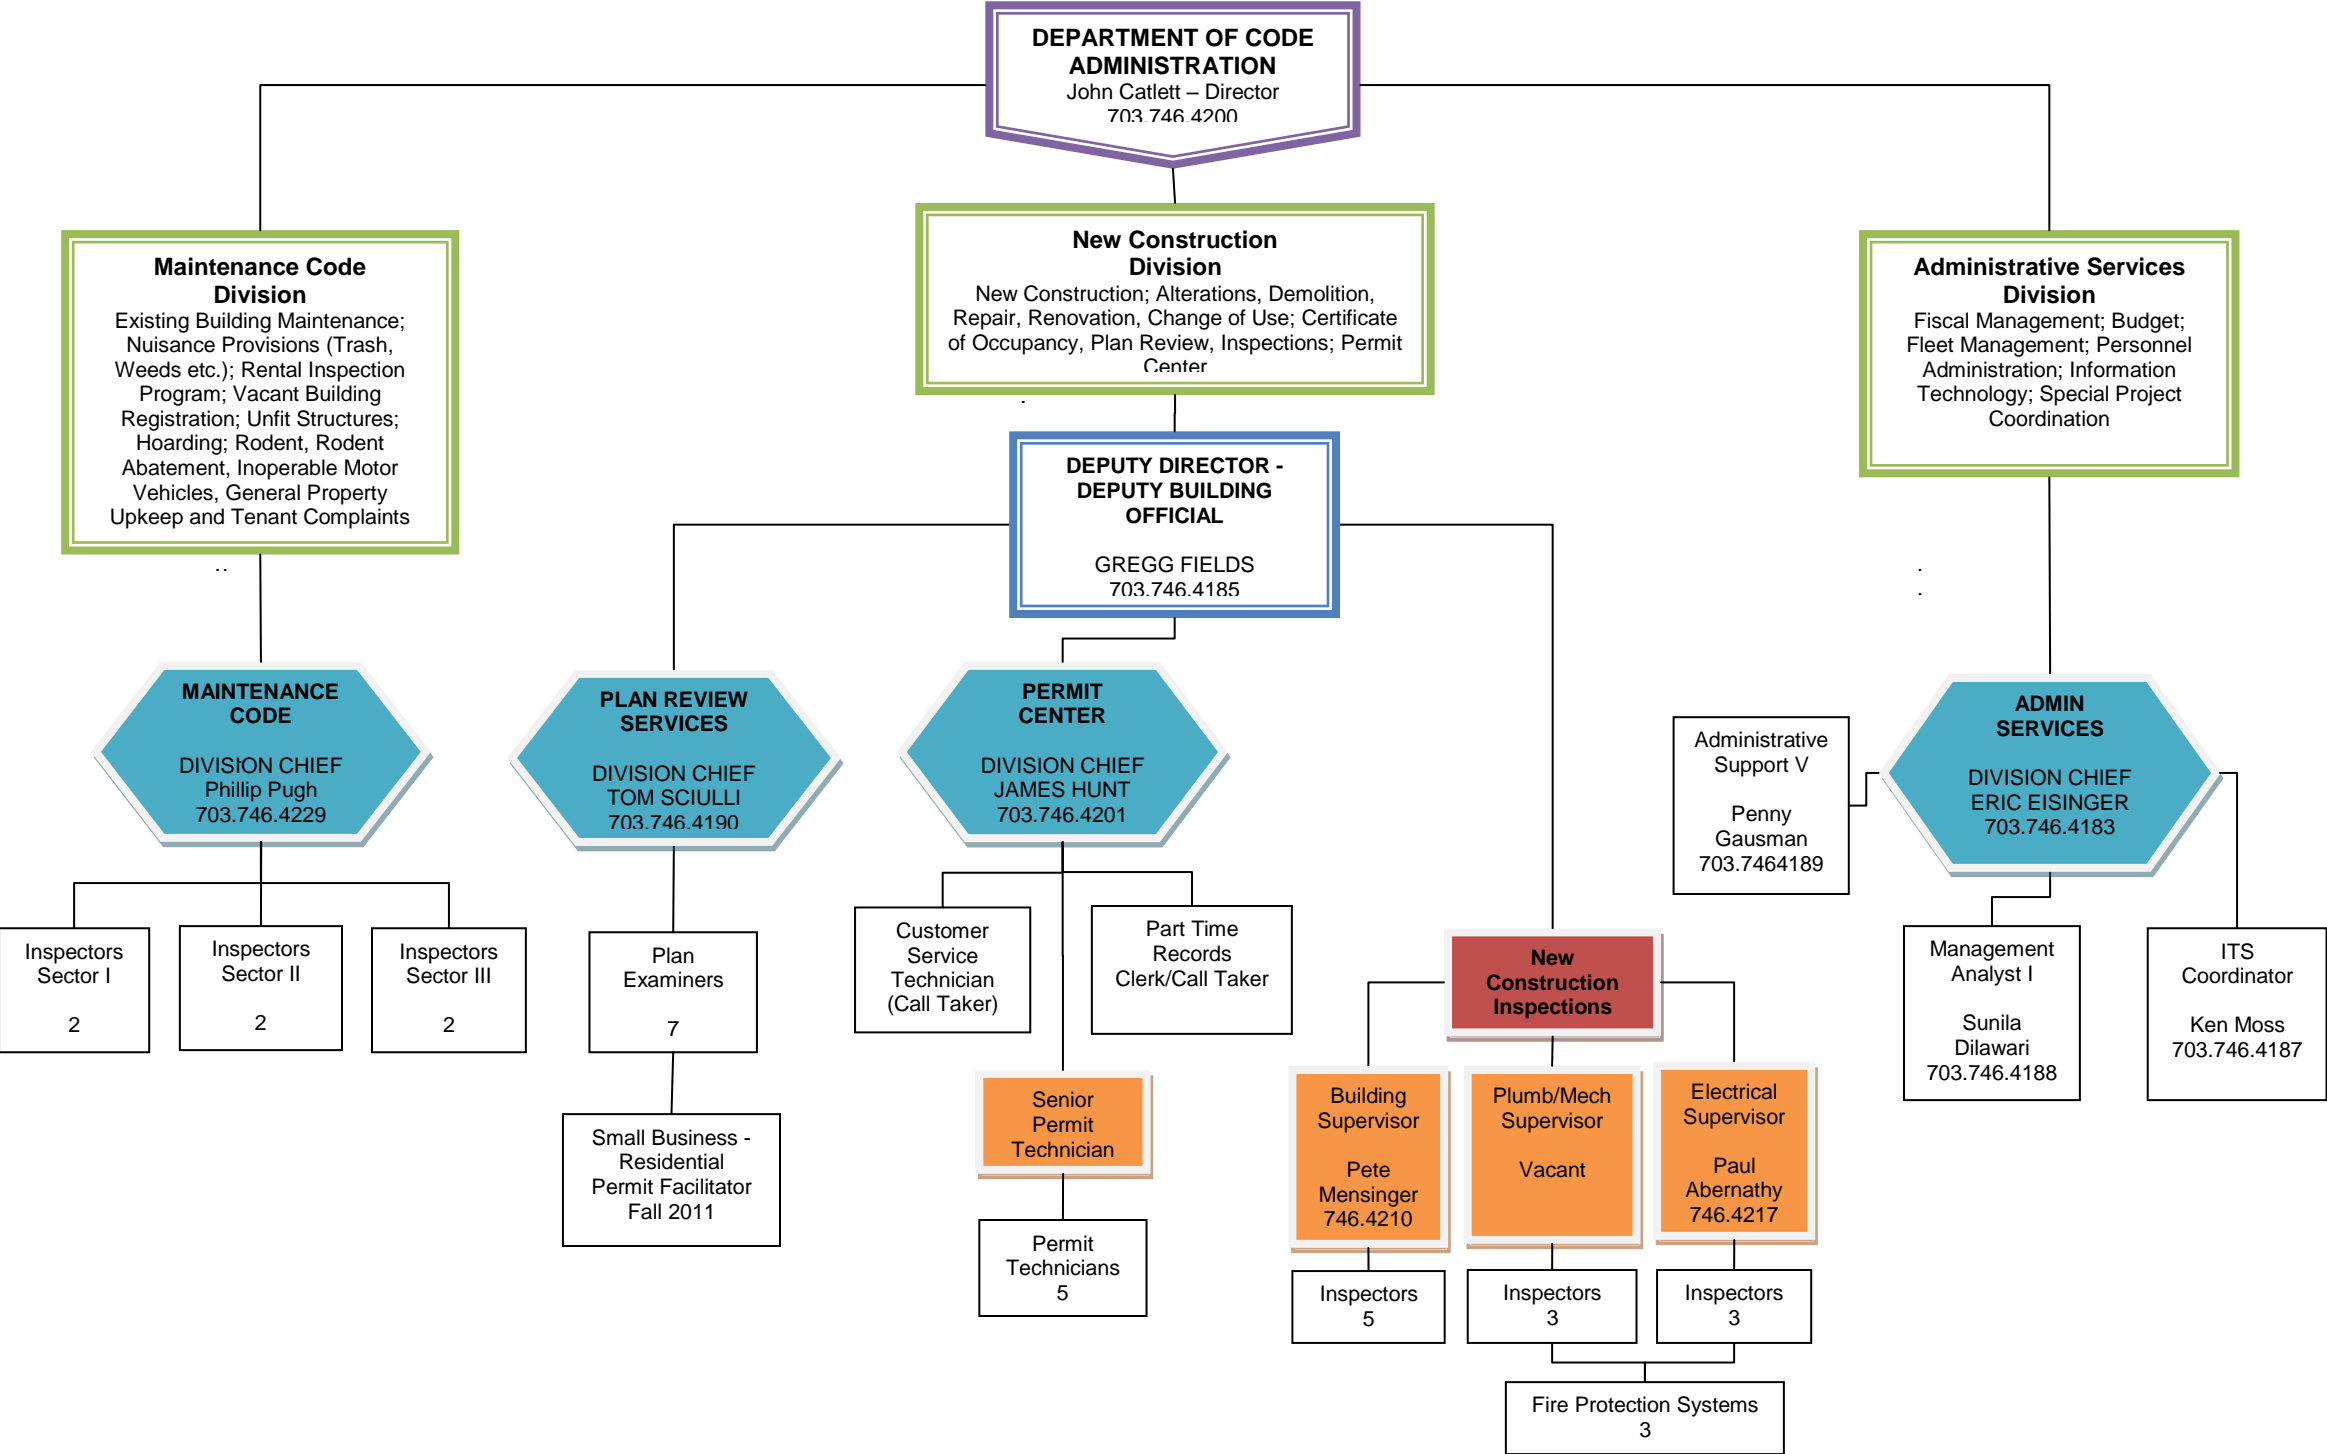 DEPARTMENT OF CODE
ADMINISTRATION
John Catlett – Director
703.746.4200
Maintenance Code
Division
Existing Building Maintenance;
Nuisance Provisions (Trash,
Weeds etc.); Rental Inspection
Program; Vacant Building
Registration; Unfit Structures;
Hoarding; Rodent, Rodent
Abatement, Inoperable Motor
Vehicles, General Property
Upkeep and Tenant Complaints
..
New Construction
Division
New Construction; Alterations, Demolition,
Repair, Renovation, Change of Use; Certificate
of Occupancy, Plan Review, Inspections; Permit
Center
.
Administrative Services
Division
Fiscal Management; Budget;
Fleet Management; Personnel
Administration; Information
Technology; Special Project
Coordination
.
.
DEPUTY DIRECTOR -
DEPUTY BUILDING
OFFICIAL
GREGG FIELDS
703.746.4185
MAINTENANCE
CODE
DIVISION CHIEF
Phillip Pugh
703.746.4229
PLAN REVIEW
SERVICES
DIVISION CHIEF
TOM SCIULLI
703.746.4190
PERMIT
CENTER
DIVISION CHIEF
JAMES HUNT
703.746.4201
Administrative
Support V
Penny
Gausman
703.7464189
ADMIN
SERVICES
DIVISION CHIEF
ERIC EISINGER
703.746.4183
Inspectors
Sector I
2
Inspectors
Sector II
2
Inspectors
Sector III
2
Plan
Examiners
7
Small Business -
Residential
Permit Facilitator
Fall 2011
Customer
Service
Technician
(Call Taker)
Part Time
Records
Clerk/Call Taker
Senior
Permit
Technician
Permit
Technicians
5
New
Construction
Inspections
Building
Supervisor
Pete
Mensinger
746.4210
Plumb/Mech
Supervisor
Vacant
Electrical
Supervisor
Paul
Abernathy
746.4217
Inspectors
5
Inspectors
3
Inspectors
3
Fire Protection Systems
3
Management
Analyst I
Sunila
Dilawari
703.746.4188
ITS
Coordinator
Ken Moss
703.746.4187